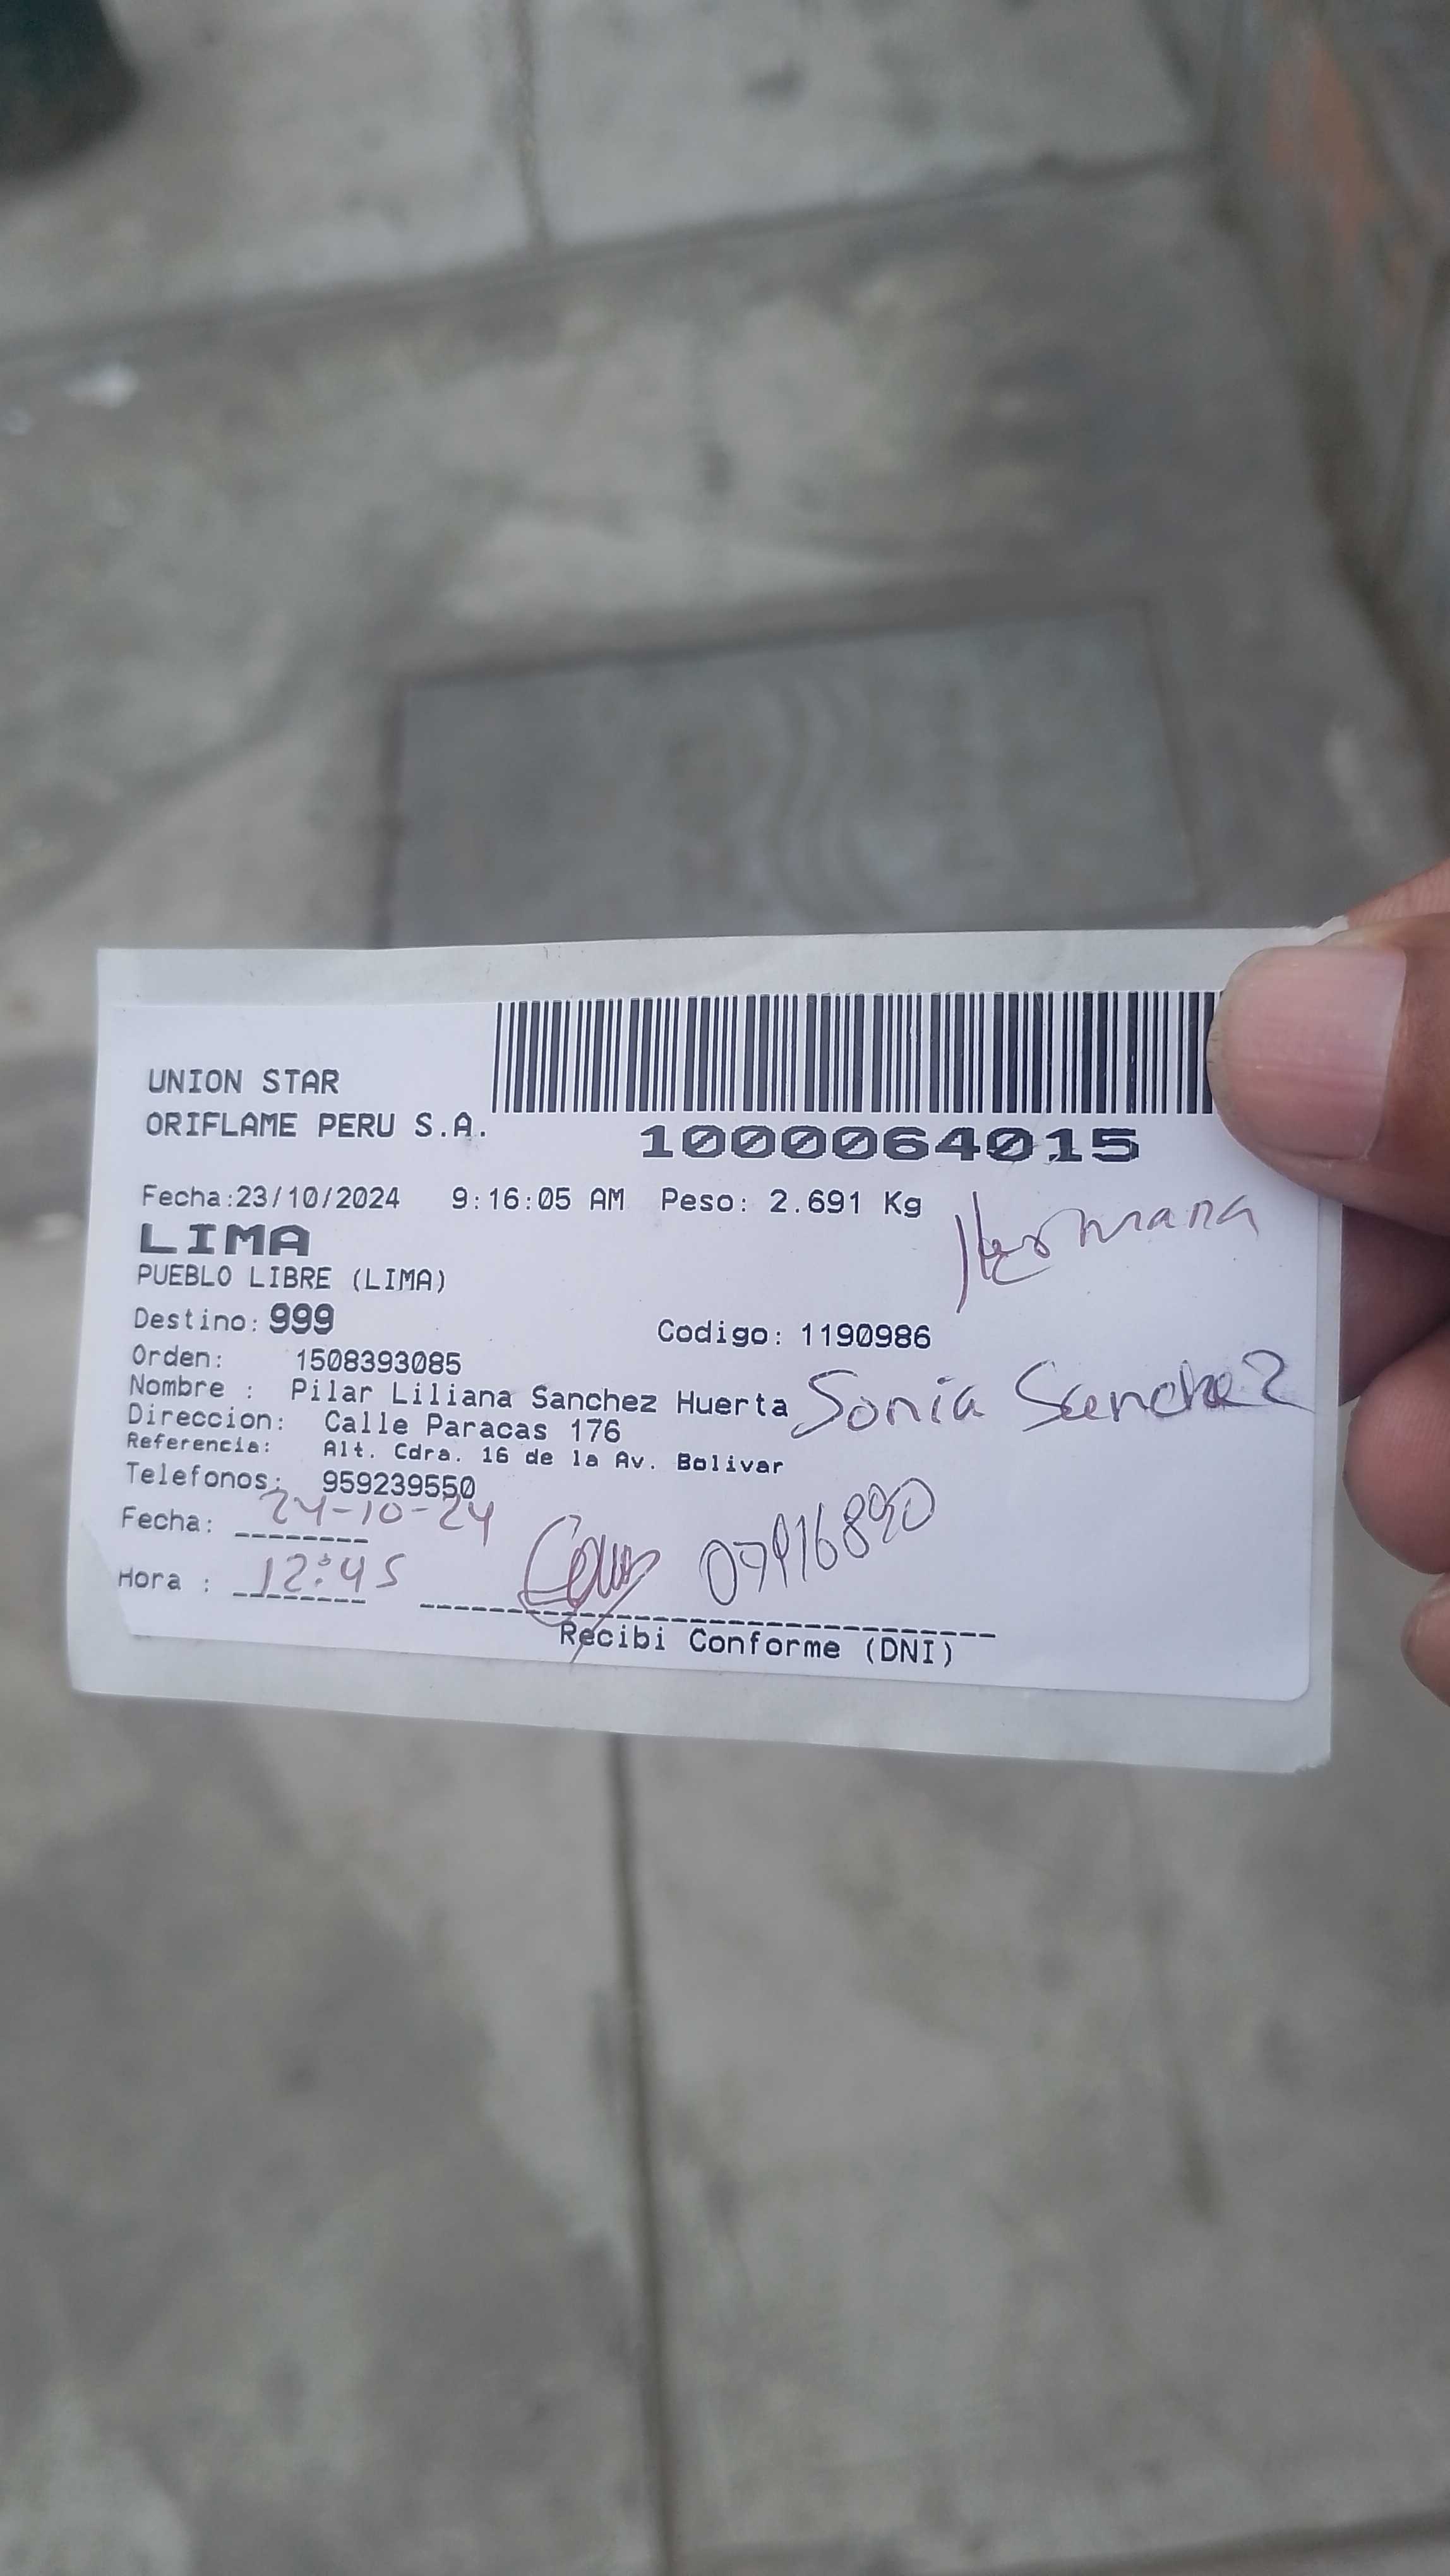 UNION STAR
ORIFLAME PERU S.A.
1000064015
Fecha:23/10/2024 9:16:05 AM Peso: 2.691 Kg
Hermana
LIMA
PUEBLO LIBRE (LIMA)
Destino: 999 Codigo: 1190986
Orden: 1508393085
Nombre : Pilar Liliana Sanchez Huerta Sonia Sanchez
Direccion: Calle Paracas 176
Referencia: Alt. Cdra. 16 de la Av. Bolivar
Telefonos: 959239550
Fecha: 24-10-24
Hora : 12:45
Recibi Conforme (DNI)